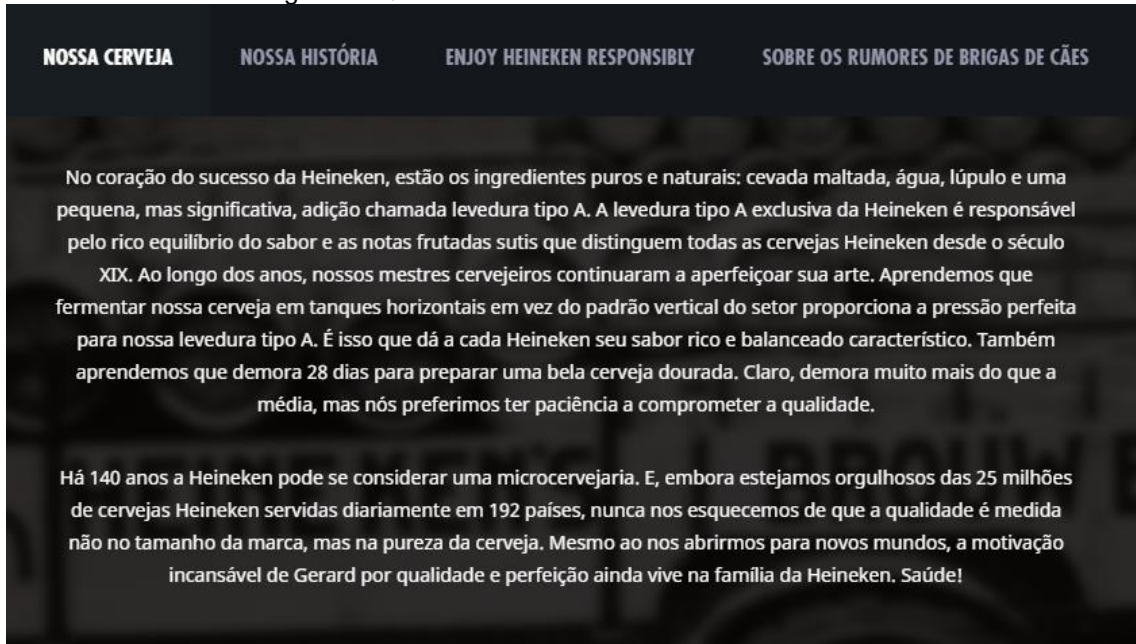 NOSSA CERVEJA NOSSA HISTÓRIA ENJOY HEINEKEN RESPONSIBLY SOBRE OS RUMORES DE BRIGAS DE CÃES
No coração do sucesso da Heineken, estão os ingredientes puros e naturais: cevada maltada, água, lúpulo e uma
pequena, mas significativa, adição chamada levedura tipo A. A levedura tipo A exclusiva da Heineken é responsável
pelo rico equilíbrio do sabor e as notas frutadas sutis que distinguem todas as cervejas Heineken desde o século
XIX. Ao longo dos anos, nossos mestres cervejeiros continuaram a aperfeiçoar sua arte. Aprendemos que
fermentar nossa cerveja em tanques horizontais em vez do padrão vertical do setor proporciona a pressão perfeita
para nossa levedura tipo A. É isso que dá a cada Heineken seu sabor rico e balanceado característico. Também
aprendemos que demora 28 dias para preparar uma bela cerveja dourada. Claro, demora muito mais do que a
média, mas nós preferimos ter paciência a comprometer a qualidade.
Há 140 anos a Heineken pode se considerar uma microcervejaria. E, embora estejamos orgulhosos das 25 milhões
de cervejas Heineken servidas diariamente em 192 países, nunca nos esquecemos de que a qualidade é medida
não no tamanho da marca, mas na pureza da cerveja. Mesmo ao nos abrirmos para novos mundos, a motivação
incansável de Gerard por qualidade e perfeição ainda vive na família da Heineken. Saúde!
HEINEKEN'S BROUWE